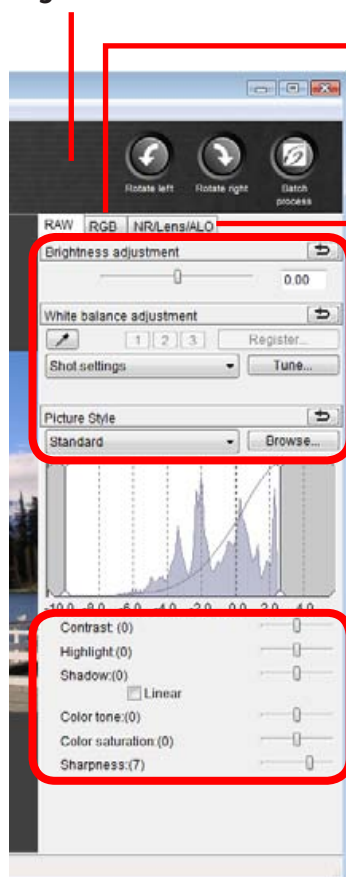 Rotate left Rotate right Batch process
RAW RGB NR/Lens/ALO
Brightness adjustment
0.00
White balance adjustment
1 2 3 Register...
Shot settings Tune...
Picture Style
Standard Browse...
-10.0 -8.0 -6.0 -4.0 -2.0 0.0 2.0 4.0
Contrast:(0)
Highlight:(0)
Shadow:(0)
Linear
Color tone:(0)
Color saturation:(0)
Sharpness:(7)